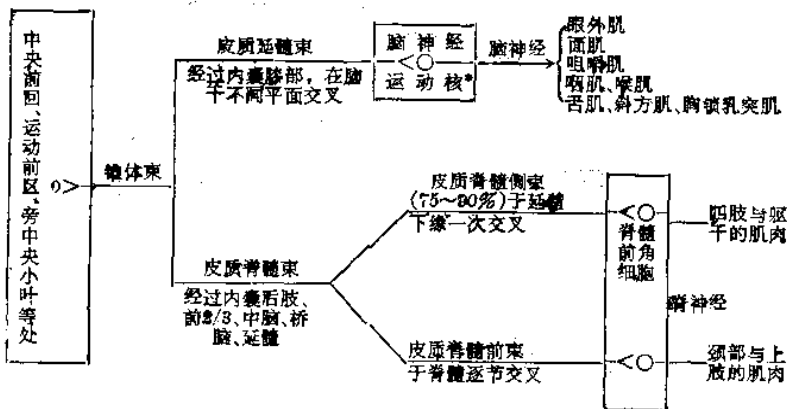 中央前回、运动前区、旁中央小叶等处
锥体束
皮质延髓束
经过内囊膝部，在脑
干不同平面交叉
脑神经
运动核*
脑神经
眼外肌
面肌
咀嚼肌
咽肌、喉肌
舌肌、斜方肌、胸锁乳突肌
皮质脊髓束
经过内囊后肢、
前2/3、中脑、桥
脑、延髓
皮质脊髓侧束
(75~90%)于延髓
下缘一次交叉
皮质脊髓前束
于脊髓逐节交叉
脊髓
前角
细胞
脊神经
四肢与躯
干的肌肉
颈部与上
肢的肌肉